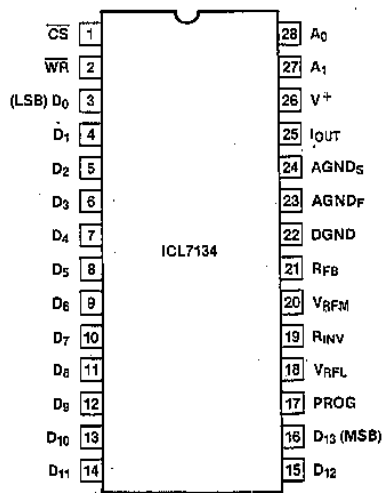 CS 1 28 A0
WR 2 27 A1
(LSB) D0 3 26 V+
D1 4 25 IOUT
D2 5 24 AGNDS
D3 6 23 AGNDF
D4 7 22 DGND
ICL7134
D5 8 21 RFB
D6 9 20 VRFM
D7 10 19 RINV
D8 11 18 VRFL
D9 12 17 PROG
D10 13 16 D13 (MSB)
D11 14 15 D12